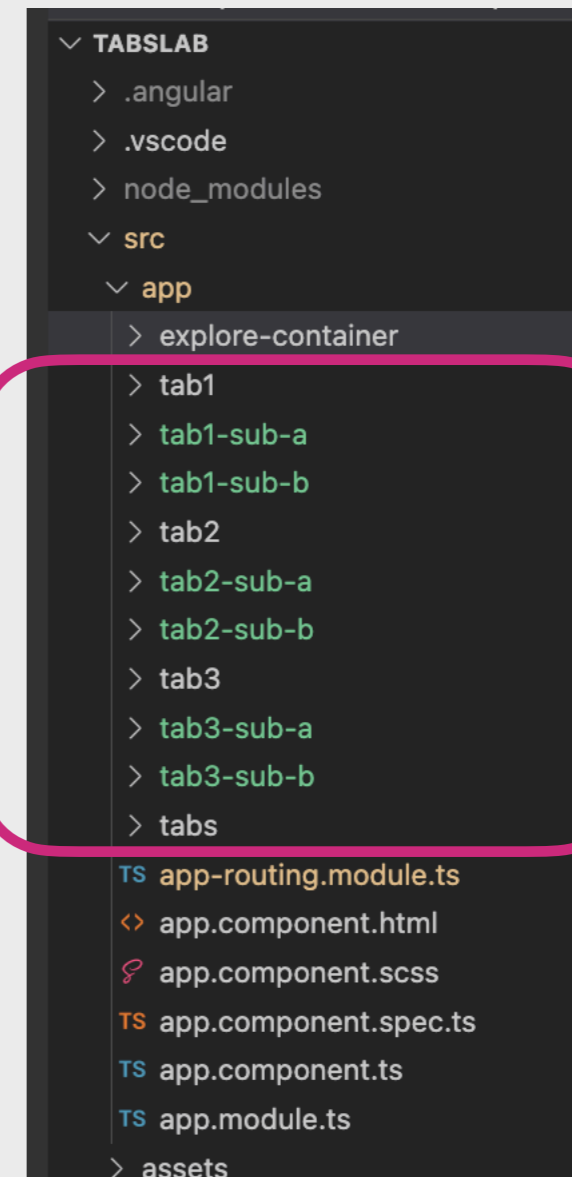 TABSLAB
.angular
.vscode
node_modules
src
app
explore-container
tab1
tab1-sub-a
tab1-sub-b
tab2
tab2-sub-a
tab2-sub-b
tab3
tab3-sub-a
tab3-sub-b
tabs
TS app-routing.module.ts
<> app.component.html
app.component.scss
TS app.component.spec.ts
TS app.component.ts
TS app.module.ts
assets